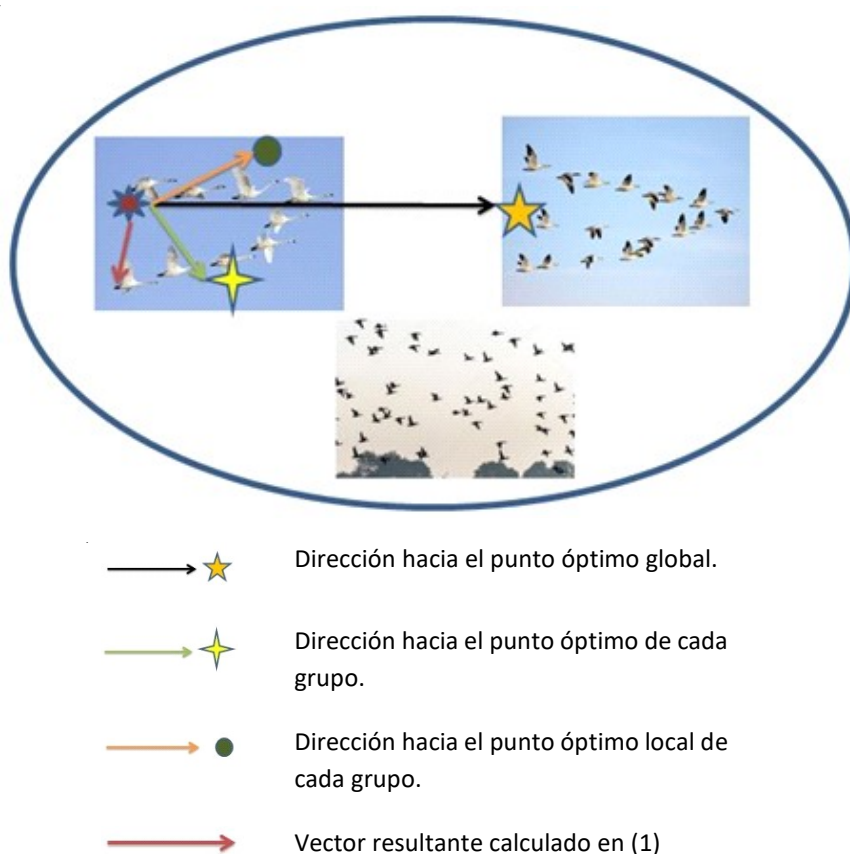 Dirección hacia el punto óptimo global.
Dirección hacia el punto óptimo de cada
grupo.
Dirección hacia el punto óptimo local de
cada grupo.
Vector resultante calculado en (1)